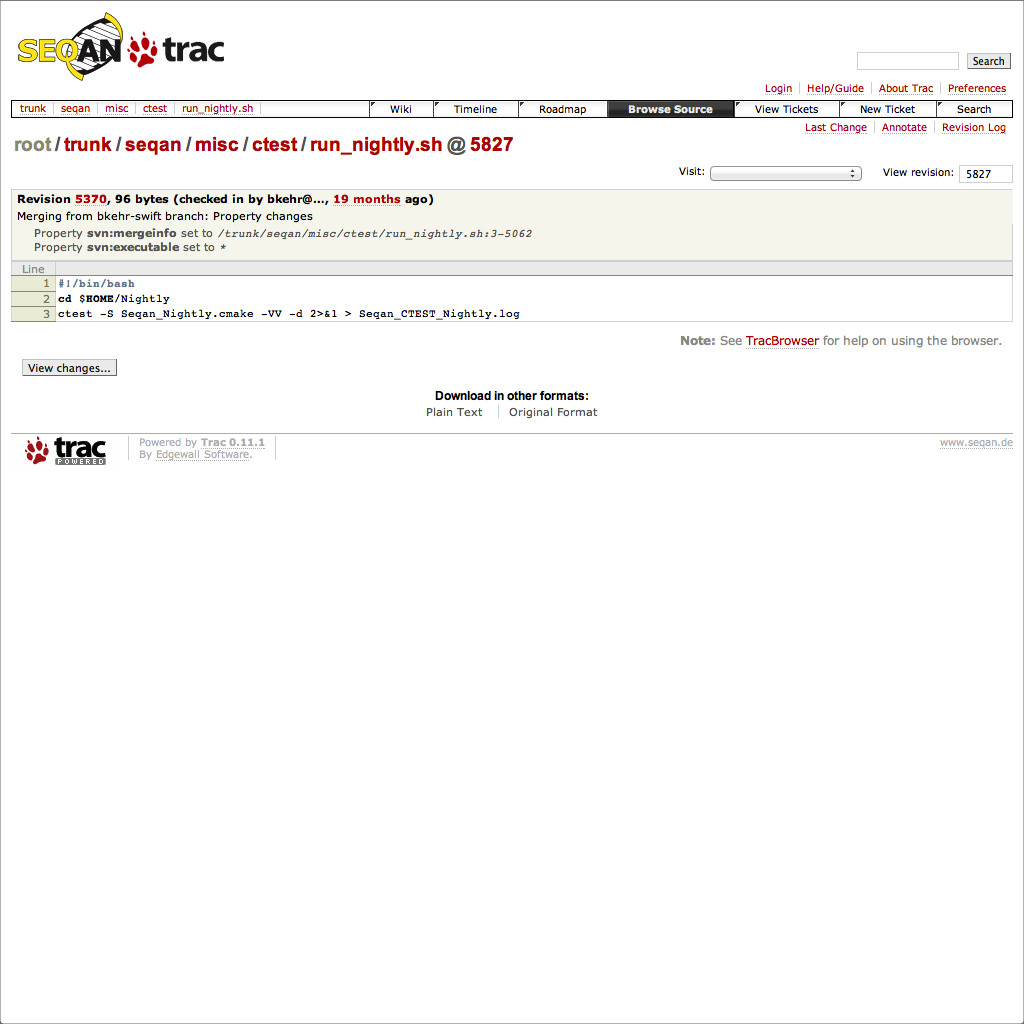 SEQAN trac
Search
Login Help/Guide About Trac Preferences
trunk seqan misc ctest run_nightly.sh Wiki Timeline Roadmap Browse Source View Tickets New Ticket Search
Last Change Annotate Revision Log
root / trunk / seqan / misc / ctest / run_nightly.sh @ 5827
Visit: View revision: 5827
Revision 5370, 96 bytes (checked in by bkehr@…, 19 months ago)
Merging from bkehr-swift branch: Property changes
Property svn:mergeinfo set to /trunk/seqan/misc/ctest/run_nightly.sh:3-5062
Property svn:executable set to *
Line
1 #!/bin/bash
2 cd $HOME/Nightly
3 ctest -S Seqan_Nightly.cmake -VV -d 2>&1 > Seqan_CTEST_Nightly.log
Note: See TracBrowser for help on using the browser.
View changes...
Download in other formats:
Plain Text Original Format
trac POWERED
Powered by Trac 0.11.1
By Edgewall Software.
www.seqan.de